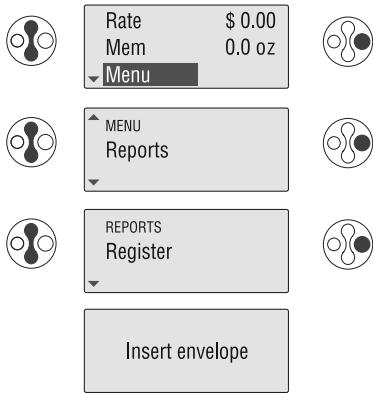 Rate $ 0.00
Mem 0.0 oz
Menu
MENU
Reports
REPORTS
Register
Insert envelope